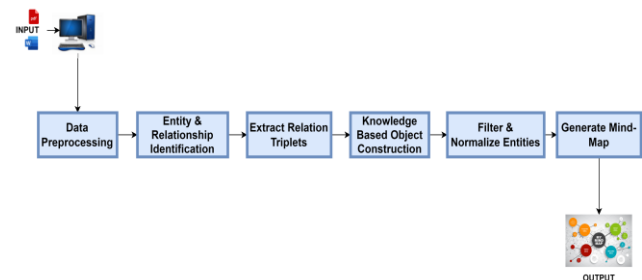 INPUT
Data
Preprocessing
Entity &
Relationship
Identification
Extract Relation
Triplets
Knowledge
Based Object
Construction
Filter &
Normalize Entities
Generate Mind-
Map
OUTPUT